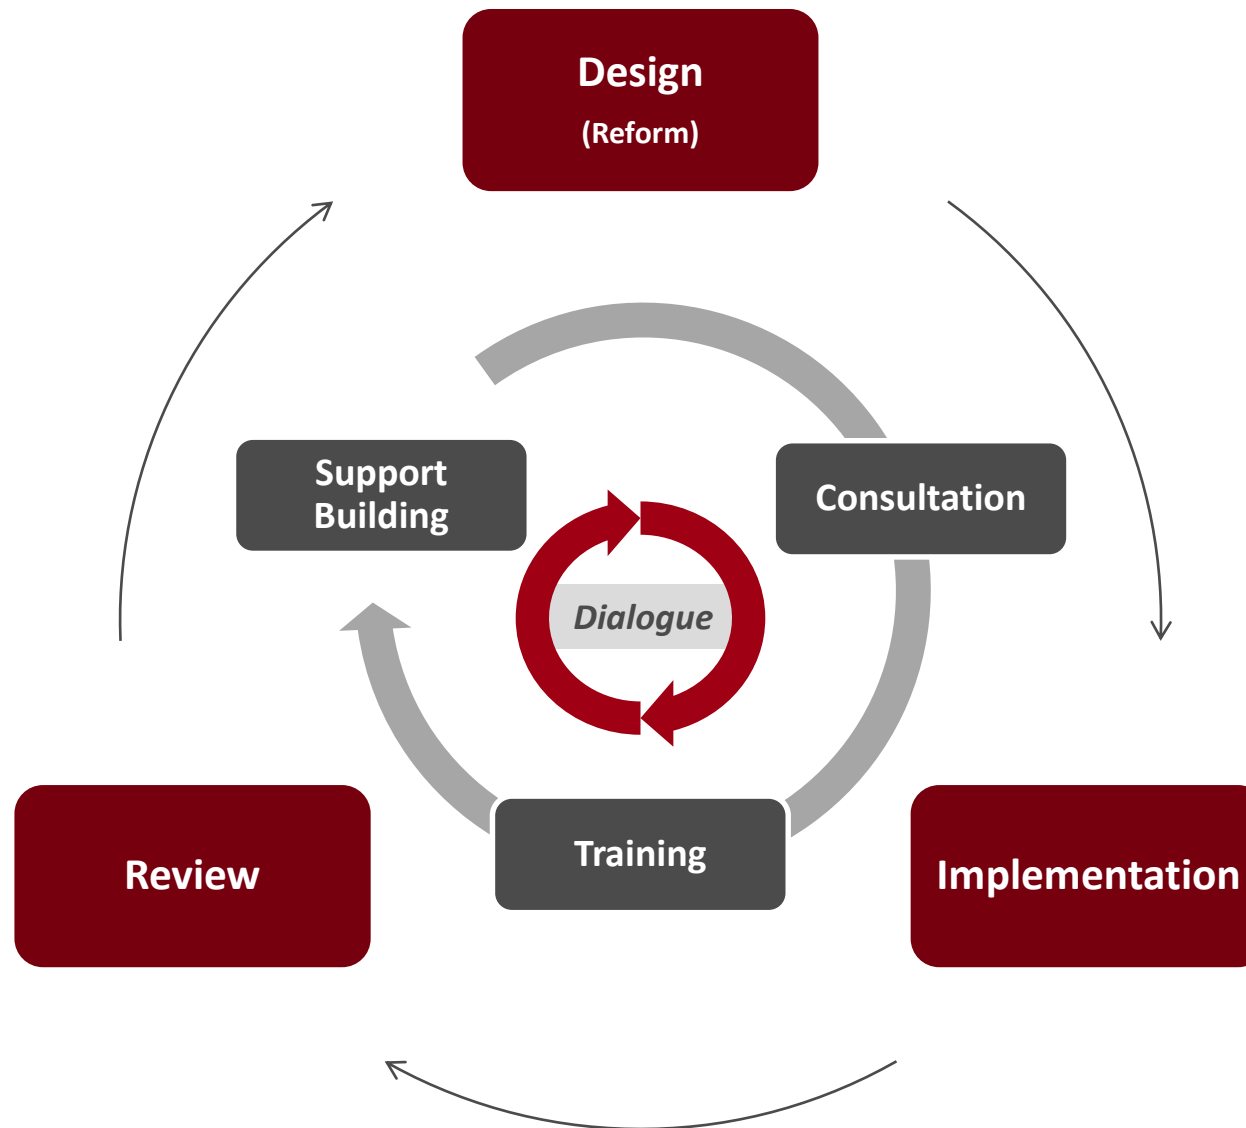 Design
(Reform)
Support
Building
Consultation
Dialogue
Training
Review
Implementation